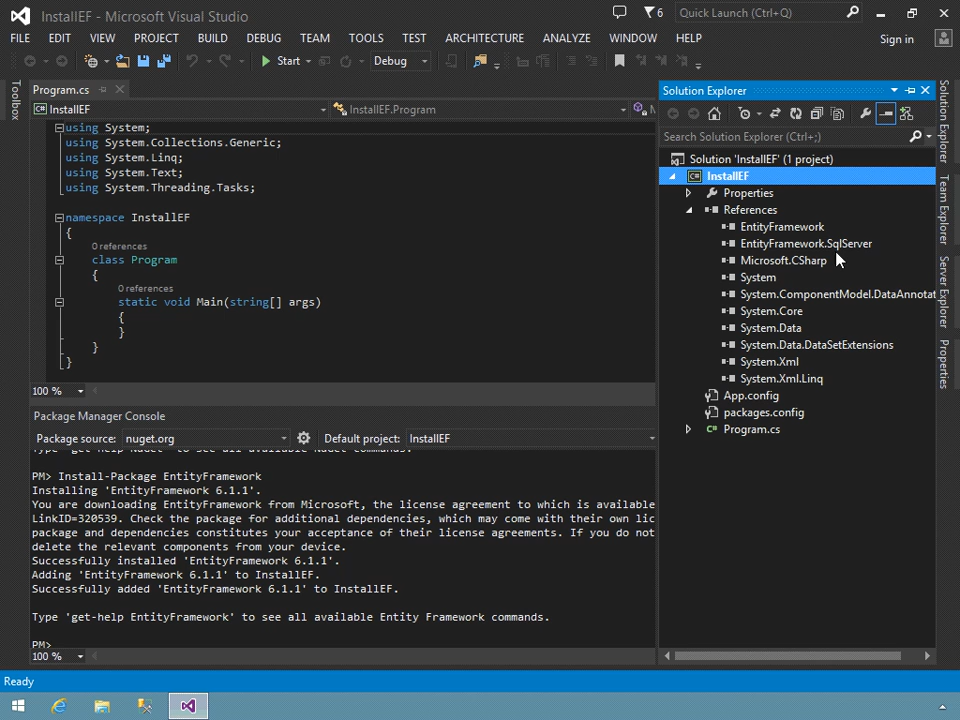 InstallEF - Microsoft Visual Studio
6
Quick Launch (Ctrl+Q)
FILE EDIT VIEW PROJECT BUILD DEBUG TEAM TOOLS TEST ARCHITECTURE ANALYZE WINDOW HELP
Sign in
Start
Debug
Toolbox
Program.cs
InstallEF
InstallEF.Program
using System;
using System.Collections.Generic;
using System.Linq;
using System.Text;
using System.Threading.Tasks;
namespace InstallEF
{
0 references
class Program
{
0 references
static void Main(string[] args)
{
}
}
}
100 %
Package Manager Console
Package source: nuget.org
Default project: InstallEF
Type 'get-help NuGet' to see all available NuGet commands.
PM> Install-Package EntityFramework
Installing 'EntityFramework 6.1.1'.
You are downloading EntityFramework from Microsoft, the license agreement to which is available
LinkID=320539. Check the package for additional dependencies, which may come with their own lic
package and dependencies constitutes your acceptance of their license agreements. If you do not
delete the relevant components from your device.
Successfully installed 'EntityFramework 6.1.1'.
Adding 'EntityFramework 6.1.1' to InstallEF.
Successfully added 'EntityFramework 6.1.1' to InstallEF.
Type 'get-help EntityFramework' to see all available Entity Framework commands.
PM>
100 %
Solution Explorer
Search Solution Explorer (Ctrl+;)
Solution 'InstallEF' (1 project)
C# InstallEF
Properties
References
EntityFramework
EntityFramework.SqlServer
Microsoft.CSharp
System
System.ComponentModel.DataAnnotat
System.Core
System.Data
System.Data.DataSetExtensions
System.Xml
System.Xml.Linq
App.config
packages.config
C# Program.cs
Solution Explorer
Team Explorer
Server Explorer
Properties
Ready